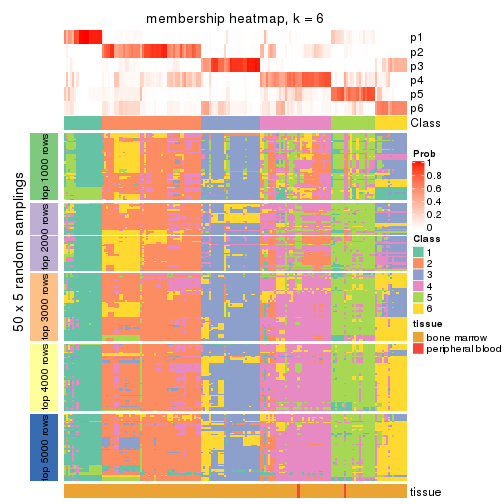 membership heatmap, k = 6
p1
p2
p3
p4
p5
p6
Class
50 x 5 random samplings
top 1000 rows
top 2000 rows
top 3000 rows
top 4000 rows
top 5000 rows
Prob
1
0.8
0.6
0.4
0.2
0
Class
1
2
3
4
5
6
tissue
bone marrow
peripheral blood
tissue